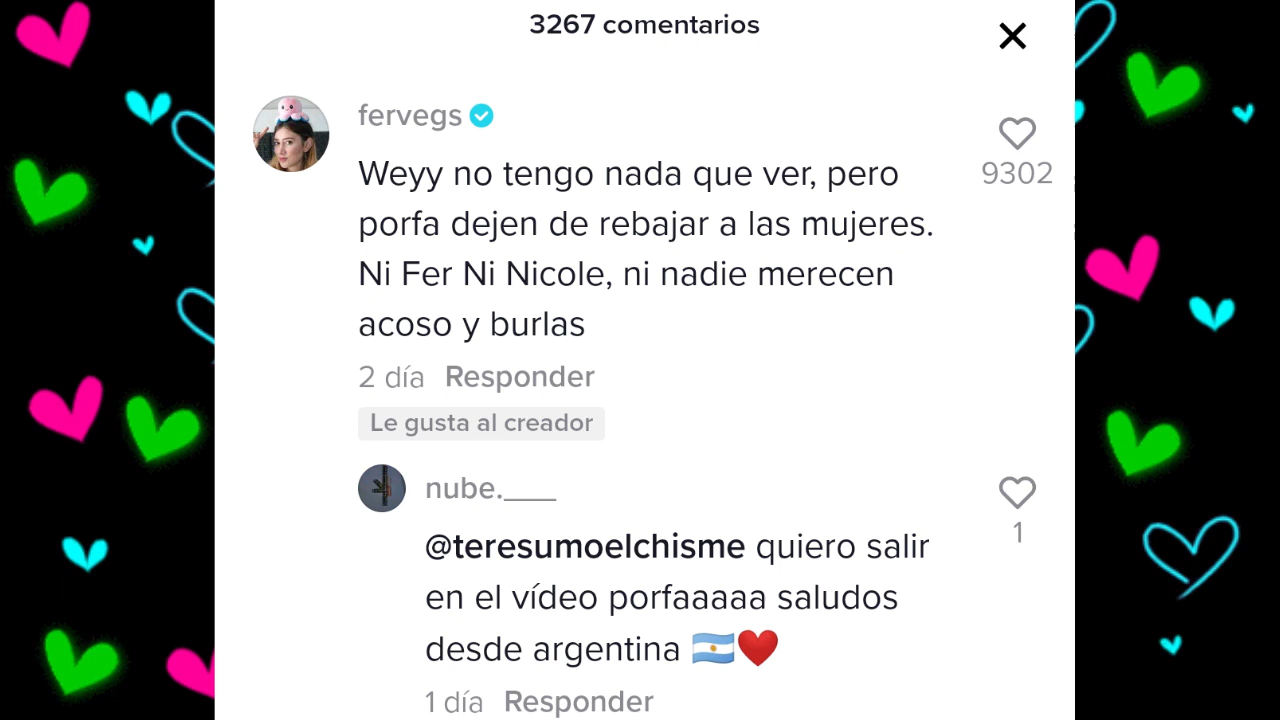 3267 comentarios
fervegs
9302
Weyy no tengo nada que ver, pero
porfa dejen de rebajar a las mujeres.
Ni Fer Ni Nicole, ni nadie merecen
acoso y burlas
2 día Responder
Le gusta al creador
nube.___
1
@teresumoelchisme quiero salir
en el vídeo porfaaaaa saludos
desde argentina 🇦🇷❤️
1 día Responder